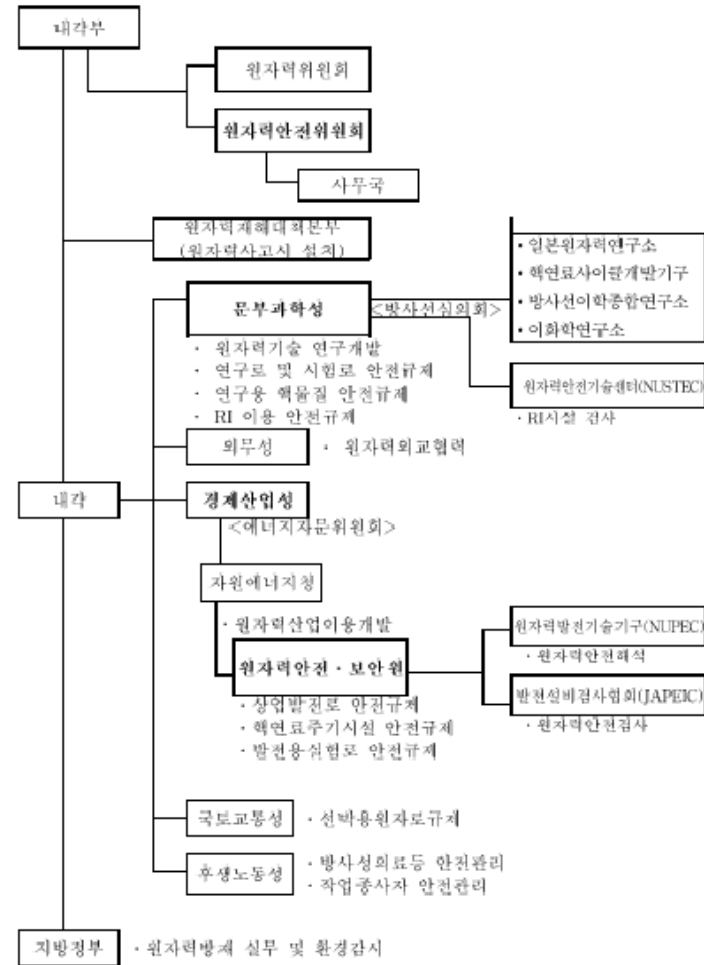 내각부
원자력위원회
원자력안전위원회
사무국
원자력재해대책본부
(원자력사고시 설치)
문부과학성
<방사선심의회>
• 일본원자력연구소
• 핵연료사이클개발기구
• 방사선의학종합연구소
• 이화학연구소
· 원자력기술 연구개발
· 연구로 및 시험로 안전규제
· 연구용 핵물질 안전규제
· RI 이용 안전규제
원자력안전기술센터(NUSTEC)
· RI시설 검사
외무성
· 원자력외교협력
내각
경제산업성
<에너지자문위원회>
자원에너지청
· 원자력산업이용개발
원자력안전 · 보안원
· 상업발전로 안전규제
· 핵연료주기시설 안전규제
· 발전용실험로 안전규제
원자력발전기술기구(NUPEC)
· 원자력안전해석
발전설비검사협회(JAPEIC)
· 원자력안전검사
국토교통성
· 선박용원자로규제
후생노동성
· 방사성의료등 안전관리
· 작업종사자 안전관리
지방정부
· 원자력방재 실무 및 환경감시